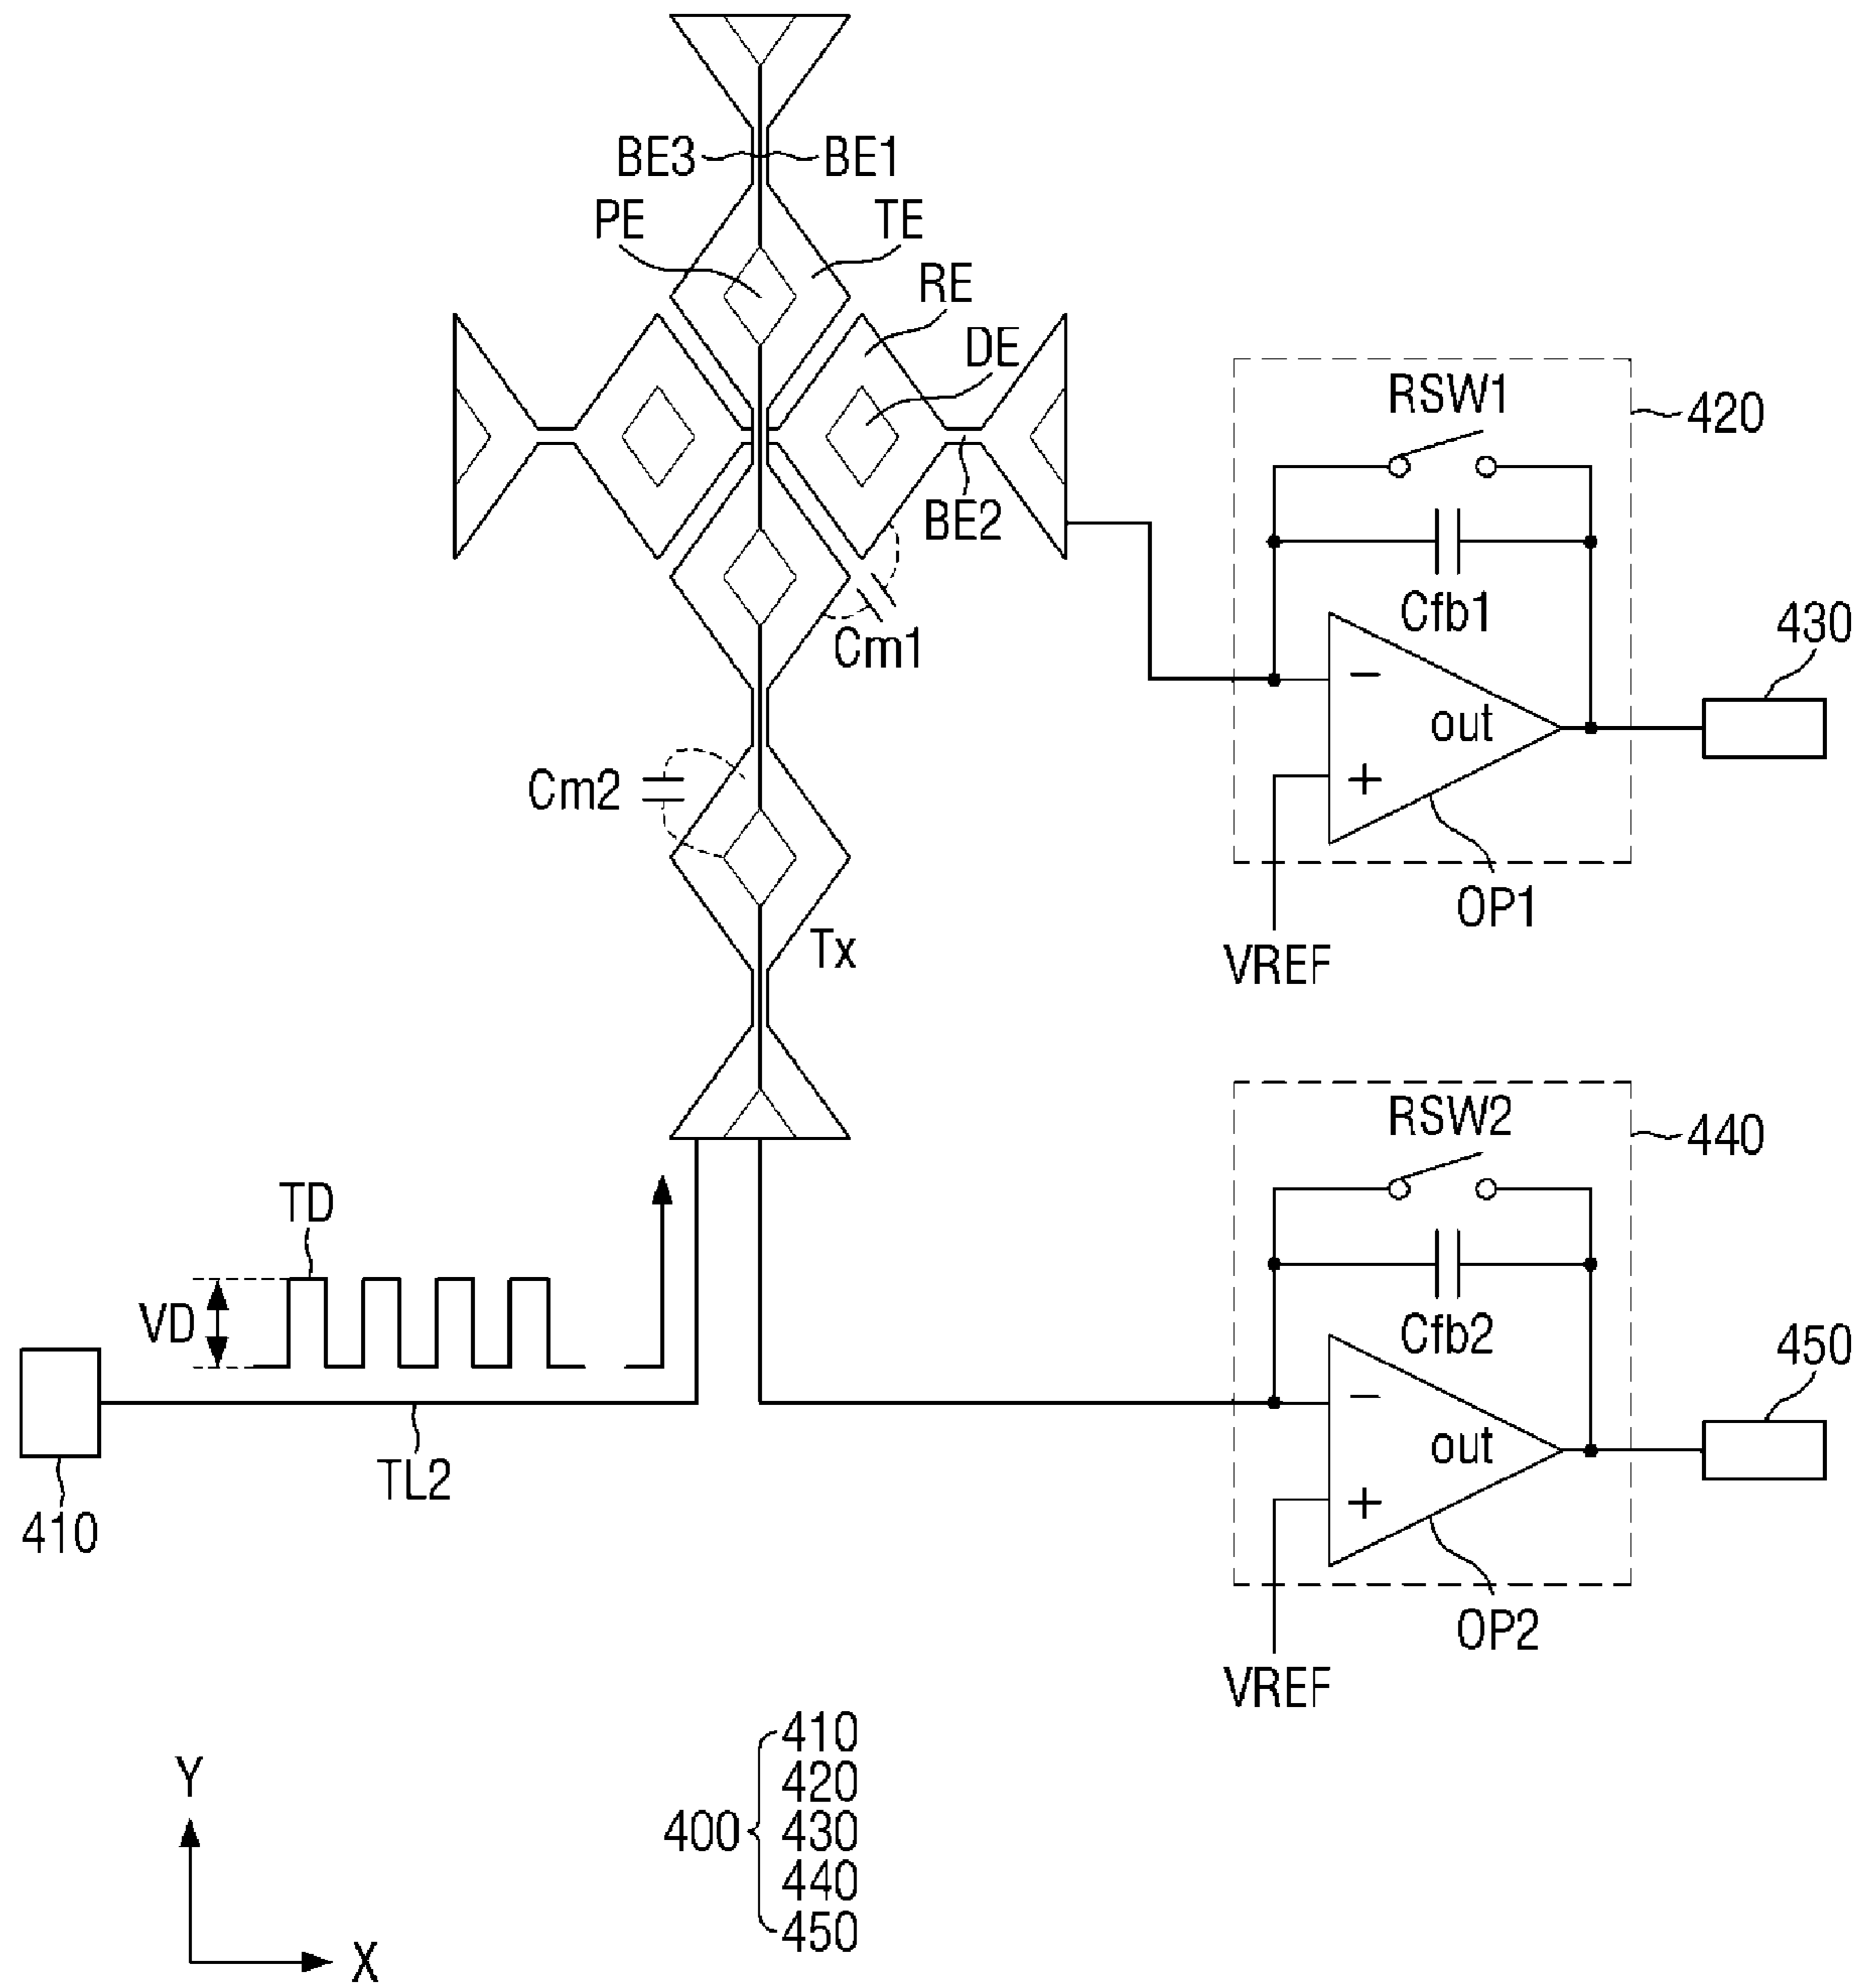 BE3 BE1
PE TE
RE
DE
RSW1
420
BE2
Cfb1
Cm1
430
−
out
+
Cm2
OP1
Tx
VREF
RSW2
440
TD
VD
Cfb2
450
−
out
+
TL2
410
OP2
VREF
410
420
400 430
440
450
Y
X